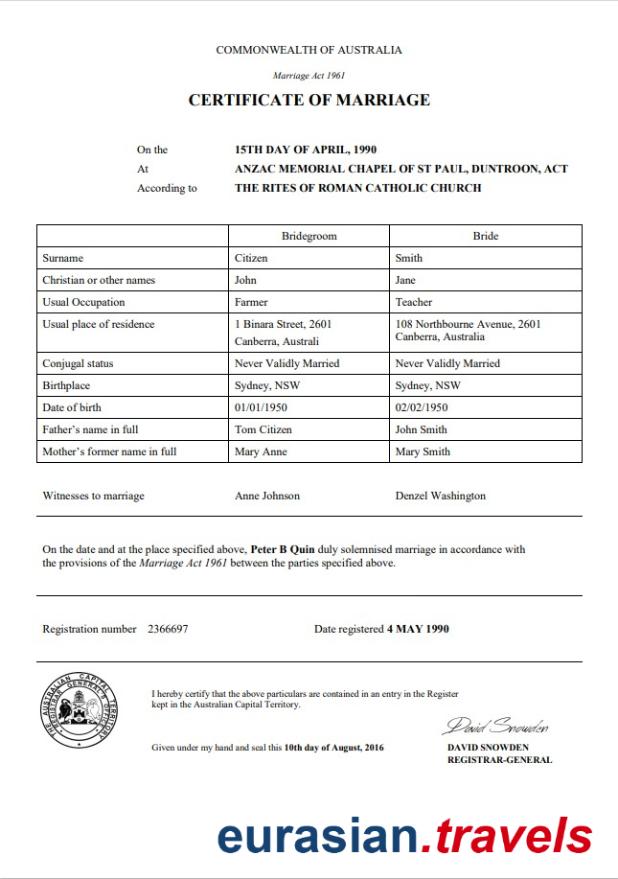 COMMONWEALTH OF AUSTRALIA
Marriage Act 1961
CERTIFICATE OF MARRIAGE
On the 15TH DAY OF APRIL, 1990
At ANZAC MEMORIAL CHAPEL OF ST PAUL, DUNTROON, ACT
According to THE RITES OF ROMAN CATHOLIC CHURCH
Bridegroom Bride
Surname Citizen Smith
Christian or other names John Jane
Usual Occupation Farmer Teacher
Usual place of residence 1 Binara Street, 2601 108 Northbourne Avenue, 2601
Canberra, Australi Canberra, Australia
Conjugal status Never Validly Married Never Validly Married
Birthplace Sydney, NSW Sydney, NSW
Date of birth 01/01/1950 02/02/1950
Father's name in full Tom Citizen John Smith
Mother's former name in full Mary Anne Mary Smith
Witnesses to marriage Anne Johnson Denzel Washington
On the date and at the place specified above, Peter B Quin duly solemnised marriage in accordance with
the provisions of the Marriage Act 1961 between the parties specified above.
Registration number 2366697 Date registered 4 MAY 1990
THE AUSTRALIAN CAPITAL TERRITORY
REGISTRAR GENERAL'S OFFICE
I hereby certify that the above particulars are contained in an entry in the Register
kept in the Australian Capital Territory.
David Snowden
Given under my hand and seal this 10th day of August, 2016
DAVID SNOWDEN
REGISTRAR-GENERAL
eurasian.travels